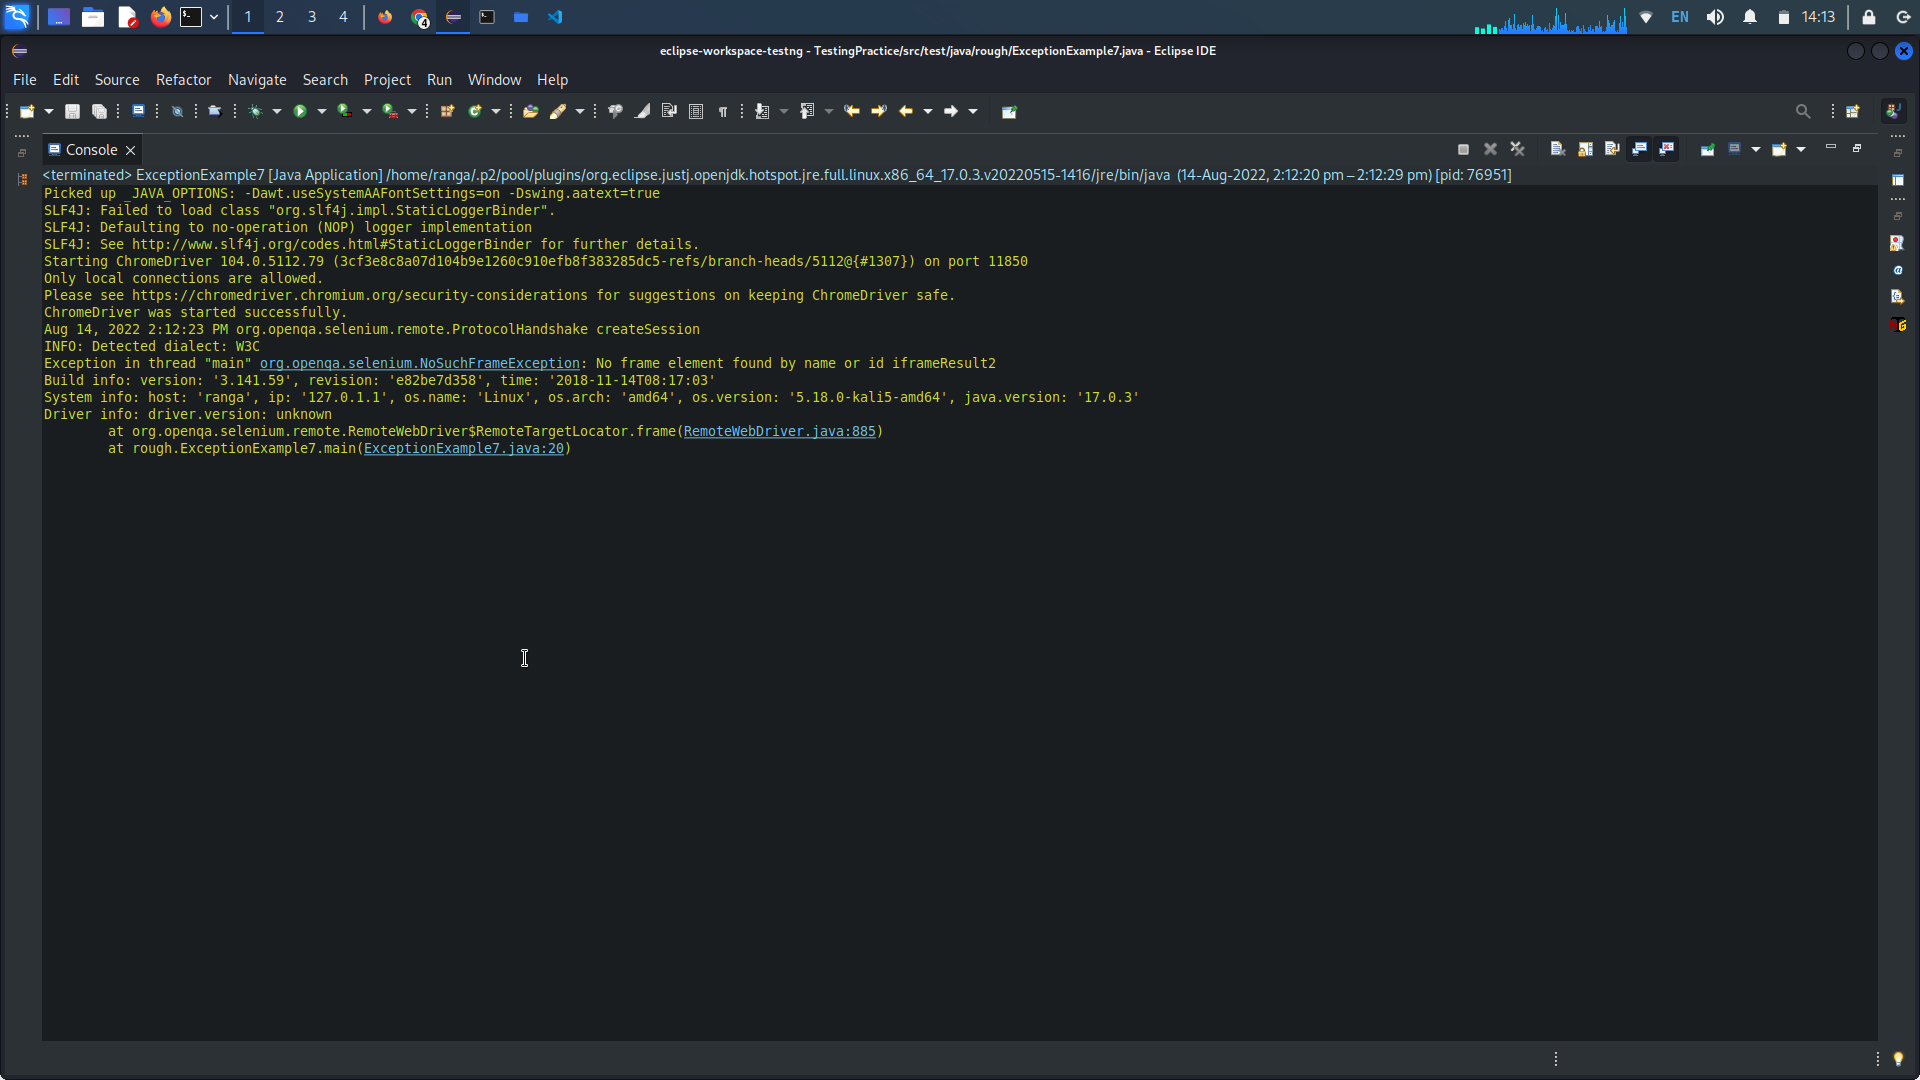 1 2 3 4 4 EN 14:13
eclipse-workspace-testng - TestingPractice/src/test/java/rough/ExceptionExample7.java - Eclipse IDE
File Edit Source Refactor Navigate Search Project Run Window Help
Console
<terminated> ExceptionExample7 [Java Application] /home/ranga/.p2/pool/plugins/org.eclipse.justj.openjdk.hotspot.jre.full.linux.x86_64_17.0.3.v20220515-1416/jre/bin/java (14-Aug-2022, 2:12:20 pm – 2:12:29 pm) [pid: 76951]
Picked up _JAVA_OPTIONS: -Dawt.useSystemAAFontSettings=on -Dswing.aatext=true
SLF4J: Failed to load class "org.slf4j.impl.StaticLoggerBinder".
SLF4J: Defaulting to no-operation (NOP) logger implementation
SLF4J: See http://www.slf4j.org/codes.html#StaticLoggerBinder for further details.
Starting ChromeDriver 104.0.5112.79 (3cf3e8c8a07d104b9e1260c910efb8f383285dc5-refs/branch-heads/5112@{#1307}) on port 11850
Only local connections are allowed.
Please see https://chromedriver.chromium.org/security-considerations for suggestions on keeping ChromeDriver safe.
ChromeDriver was started successfully.
Aug 14, 2022 2:12:23 PM org.openqa.selenium.remote.ProtocolHandshake createSession
INFO: Detected dialect: W3C
Exception in thread "main" org.openqa.selenium.NoSuchFrameException: No frame element found by name or id iframeResult2
Build info: version: '3.141.59', revision: 'e82be7d358', time: '2018-11-14T08:17:03'
System info: host: 'ranga', ip: '127.0.1.1', os.name: 'Linux', os.arch: 'amd64', os.version: '5.18.0-kali5-amd64', java.version: '17.0.3'
Driver info: driver.version: unknown
at org.openqa.selenium.remote.RemoteWebDriver$RemoteTargetLocator.frame(RemoteWebDriver.java:885)
at rough.ExceptionExample7.main(ExceptionExample7.java:20)